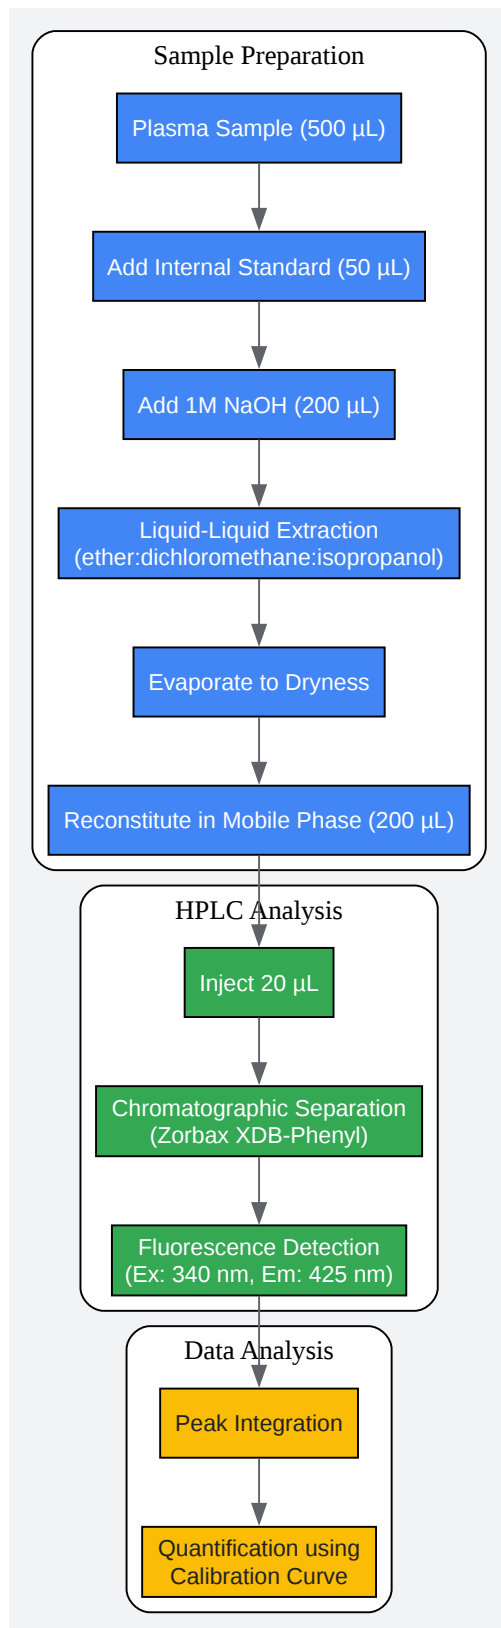 Sample Preparation
Plasma Sample (500 µL)
Add Internal Standard (50 µL)
Add 1M NaOH (200 µL)
Liquid-Liquid Extraction
(ether:dichloromethane:isopropanol)
Evaporate to Dryness
Reconstitute in Mobile Phase (200 µL)
HPLC Analysis
Inject 20 µL
Chromatographic Separation
(Zorbax XDB-Phenyl)
Fluorescence Detection
(Ex: 340 nm, Em: 425 nm)
Data Analysis
Peak Integration
Quantification using
Calibration Curve